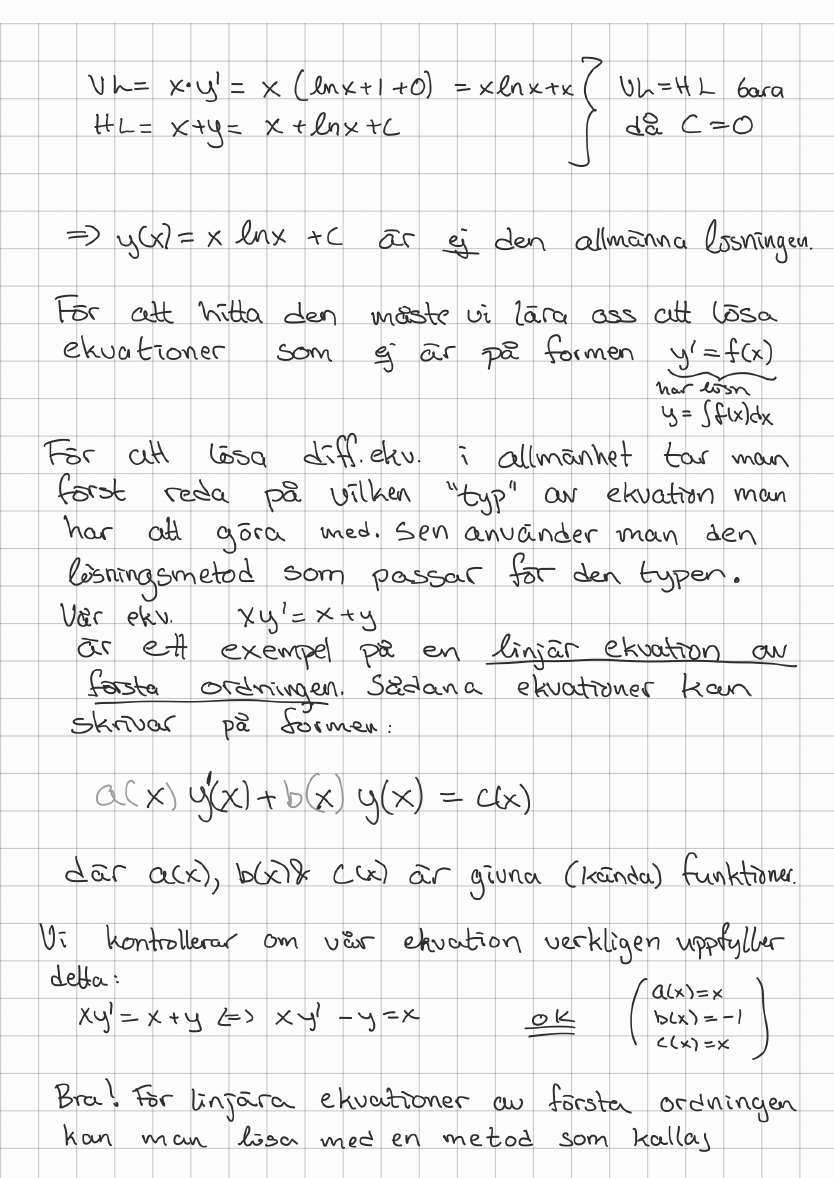 VL= x·y' = x (lnx+1+0) = xlnx+x } VL=HL bara
HL= x+y= x+lnx+C då C=0
=> y(x)= x lnx +C är ej den allmänna lösningen.
För att hitta den måste vi lära oss att lösa
ekvationer som ej är på formen y'=f(x)
har lösn
y= ∫f(x)dx
För att lösa diff.ekv. i allmänhet tar man
först reda på vilken "typ" av ekvation man
har att göra med. Sen använder man den
lösningsmetod som passar för den typen.
Vår ekv. xy'=x+y
är ett exempel på en linjär ekvation av
första ordningen. Sådana ekvationer kan
skrivar på formen:
a(x) y'(x)+b(x) y(x) = c(x)
där a(x), b(x)& c(x) är givna (kända) funktioner.
Vi kontrollerar om vår ekvation verkligen uppfyller
detta:
xy'=x+y <=> xy'-y=x OK
(a(x)=x
b(x)=-1
c(x)=x)
Bra! För linjära ekvationer av första ordningen
kan man lösa med en metod som kallas